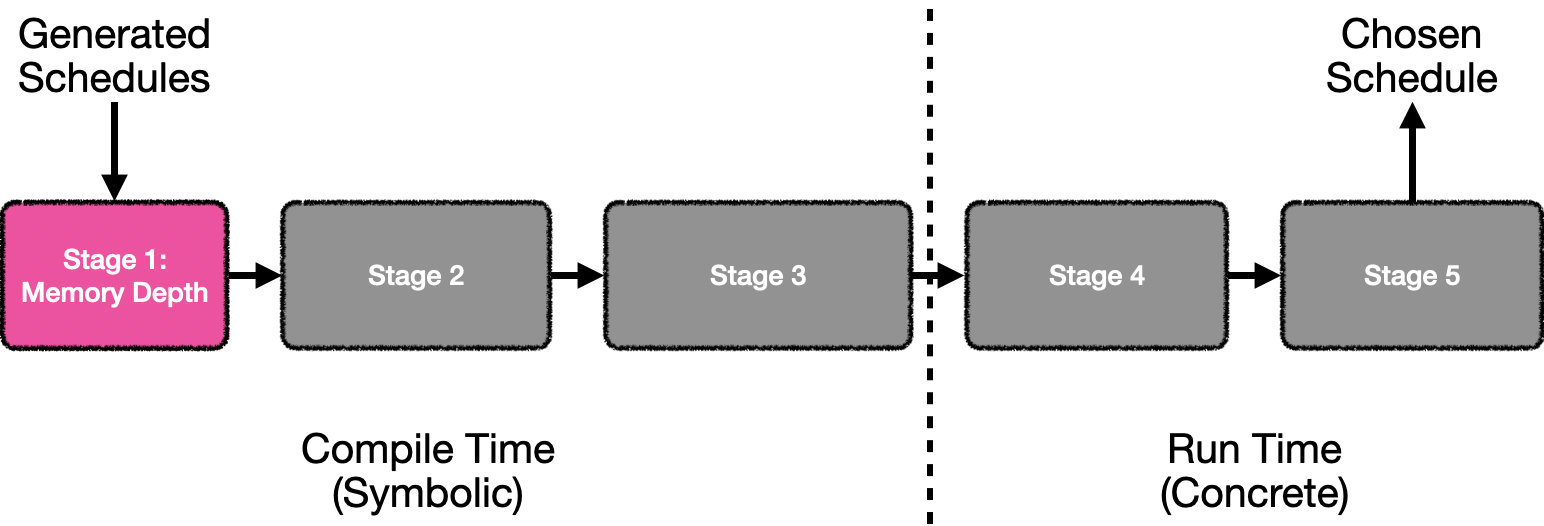 Generated
Schedules
Chosen
Schedule
Stage 1:
Memory Depth
Stage 2
Stage 3
Stage 4
Stage 5
Compile Time
(Symbolic)
Run Time
(Concrete)